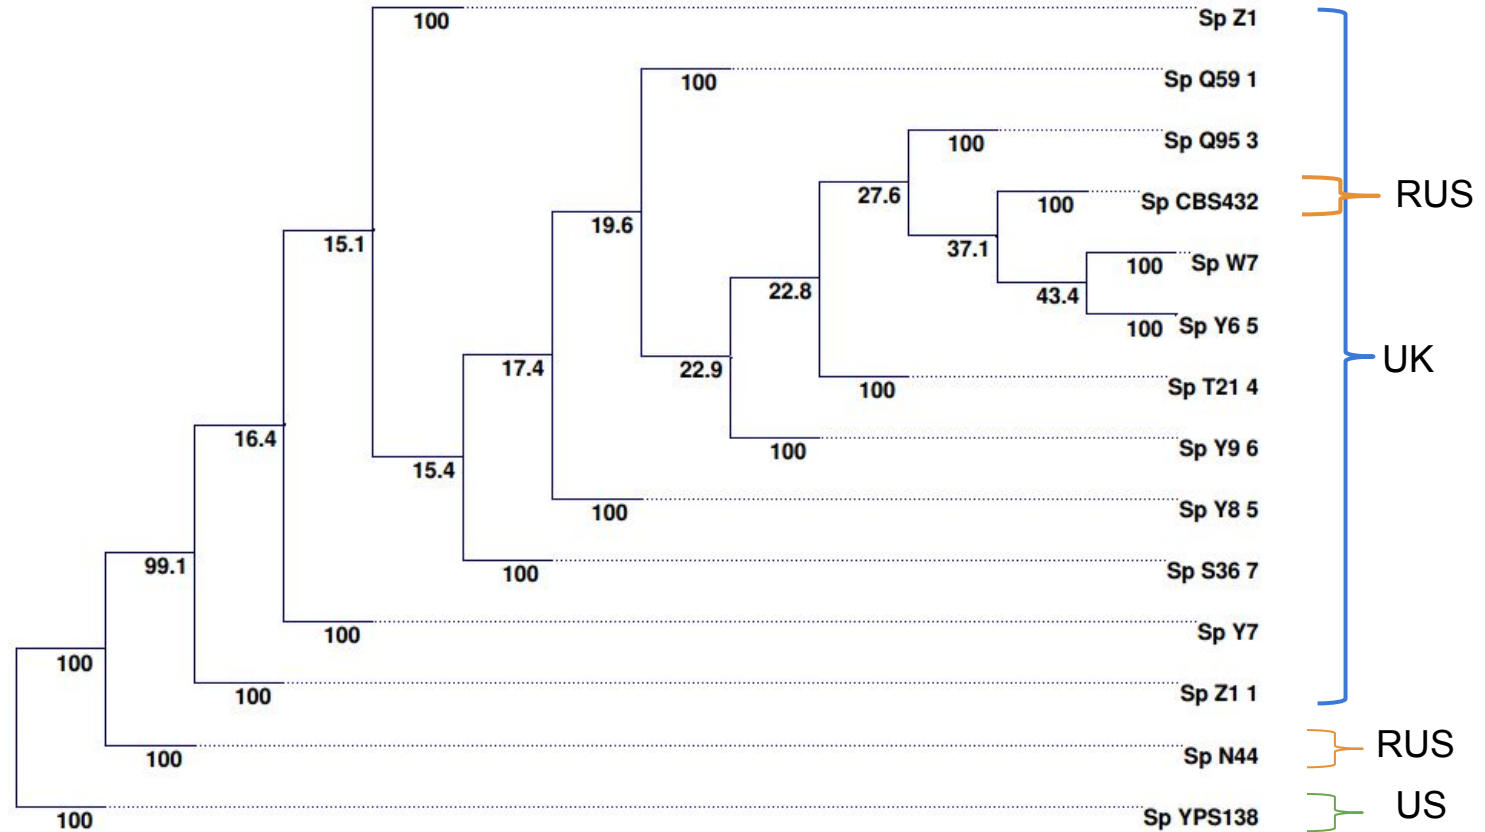 100 Sp Z1
100 Sp Q59 1
100 Sp Q95 3
27.6
100 Sp CBS432 RUS
19.6
15.1
37.1
100 Sp W7
22.8
43.4
100 Sp Y6 5
UK
17.4
22.9
100 Sp T21 4
16.4
100 Sp Y9 6
15.4
100 Sp Y8 5
99.1
100 Sp S36 7
100 Sp Y7
100
100 Sp Z1 1
100 Sp N44 RUS
100 Sp YPS138 US